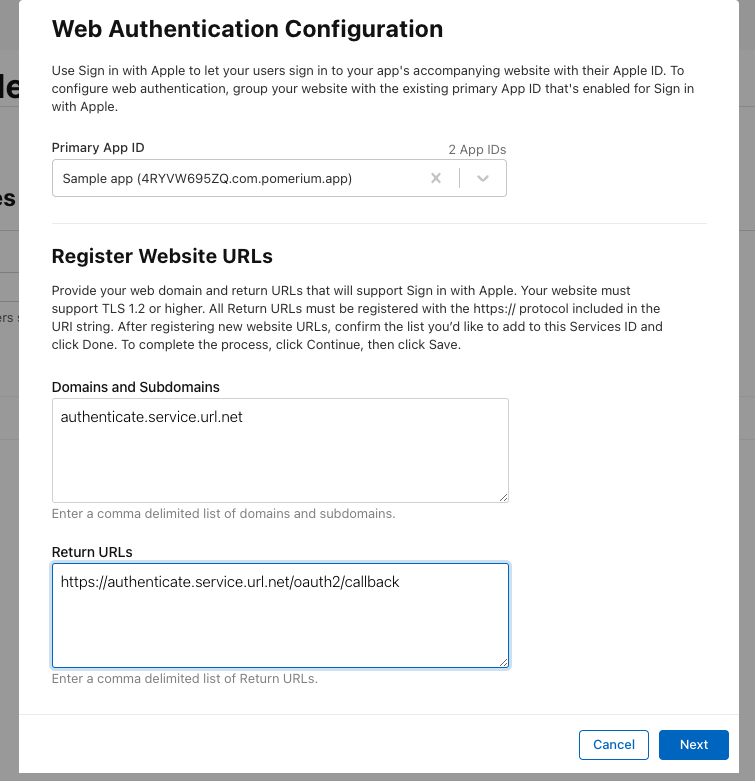 Web Authentication Configuration
Use Sign in with Apple to let your users sign in to your app's accompanying website with their Apple ID. To
configure web authentication, group your website with the existing primary App ID that's enabled for Sign in
with Apple.
Primary App ID
2 App IDs
Sample app (4RYVW695ZQ.com.pomerium.app)
Register Website URLs
Provide your web domain and return URLs that will support Sign in with Apple. Your website must
support TLS 1.2 or higher. All Return URLs must be registered with the https:// protocol included in the
URI string. After registering new website URLs, confirm the list you’d like to add to this Services ID and
click Done. To complete the process, click Continue, then click Save.
Domains and Subdomains
authenticate.service.url.net
Enter a comma delimited list of domains and subdomains.
Return URLs
https://authenticate.service.url.net/oauth2/callback
Enter a comma delimited list of Return URLs.
Cancel
Next